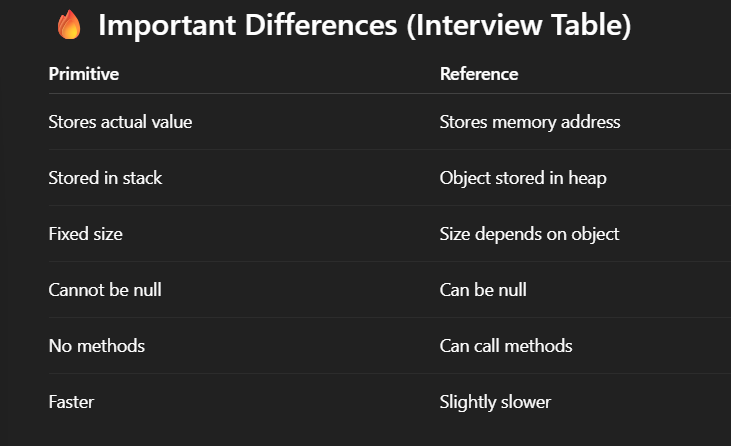 🔥 Important Differences (Interview Table)
Primitive Reference
Stores actual value Stores memory address
Stored in stack Object stored in heap
Fixed size Size depends on object
Cannot be null Can be null
No methods Can call methods
Faster Slightly slower